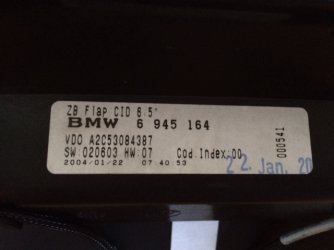 ZB Flap CID 6.5"
BMW 6 945 164
VDO A2C53084387
SW:020603 HW:07 Cod.Index:00
2004/01/22 07 40 53
22. Jan. 20
000541